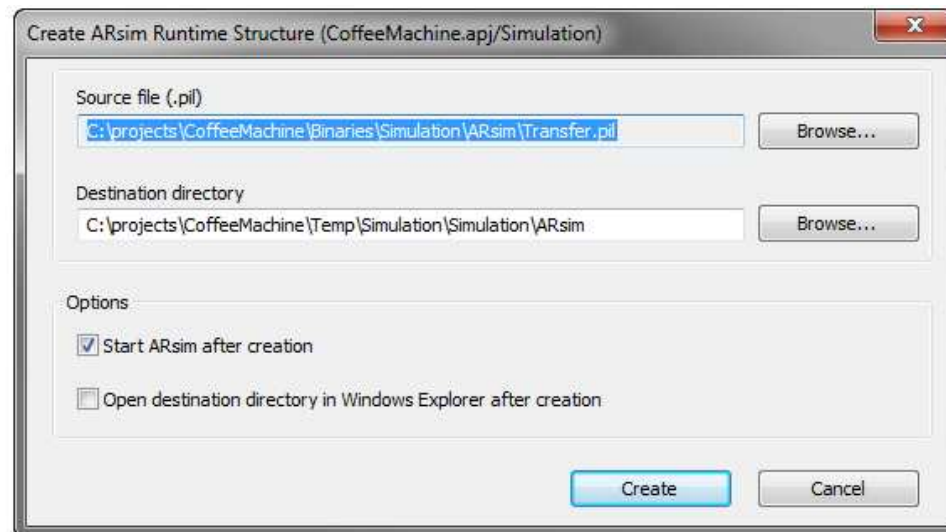 Create ARsim Runtime Structure (CoffeeMachine.apj/Simulation)
Source file (.pil)
C:\projects\CoffeeMachine\Binaries\Simulation\ARsim\Transfer.pil
Browse...
Destination directory
C:\projects\CoffeeMachine\Temp\Simulation\Simulation\ARsim
Browse...
Options
Start ARsim after creation
Open destination directory in Windows Explorer after creation
Create
Cancel